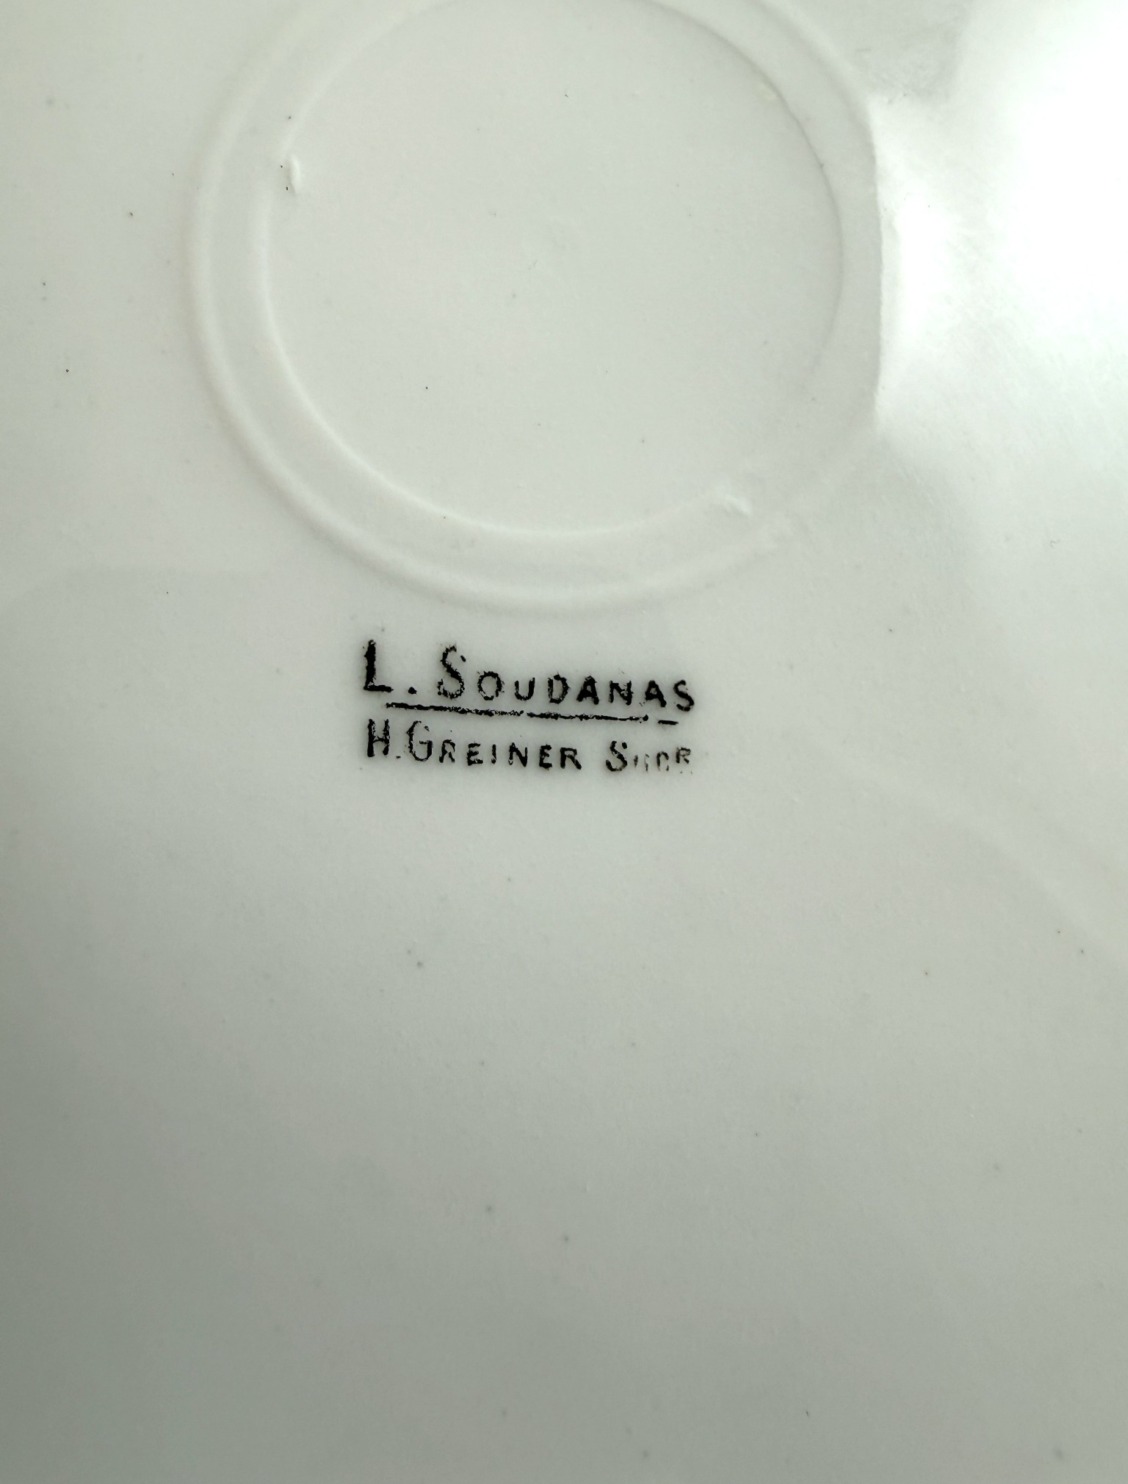 L. SOUDANAS
H. GREINER SUCR